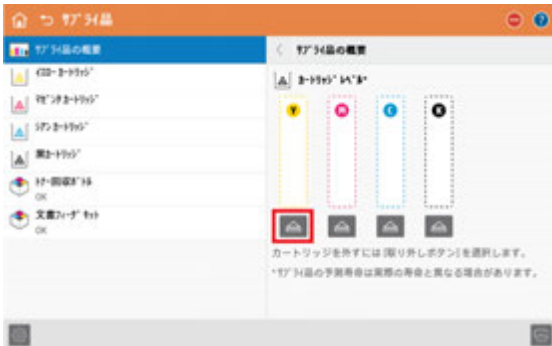 ｻﾌﾟﾗｲ品
ｻﾌﾟﾗｲ品の概要
ｲｴﾛｰ ｶｰﾄﾘｯｼﾞ
ﾏｾﾞﾝﾀ ｶｰﾄﾘｯｼﾞ
ｼｱﾝ ｶｰﾄﾘｯｼﾞ
黒ｶｰﾄﾘｯｼﾞ
ﾄﾅｰ回収ﾎﾞﾄﾙ
OK
文書ﾌｨｰﾀﾞ ｷｯﾄ
OK
ｻﾌﾟﾗｲ品の概要
ｶｰﾄﾘｯｼﾞ ﾚﾍﾞﾙ*
Y M C K
カートリッジを外すには [取り外しボタン] を選択します。
*ｻﾌﾟﾗｲ品の予測寿命は実際の寿命と異なる場合があります。